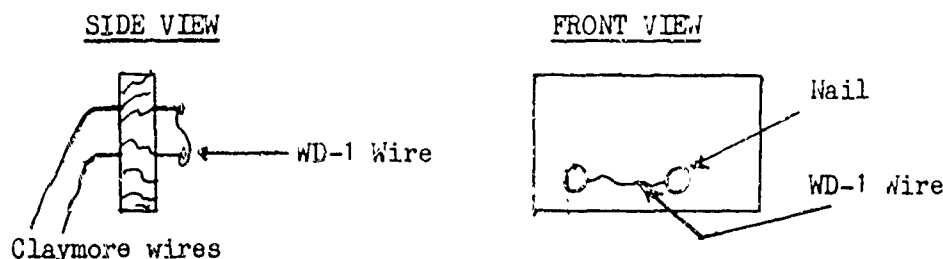 SIDE VIEW
FRONT VIEW
Nail
WD-1 Wire
WD-1 Wire
Claymore wires